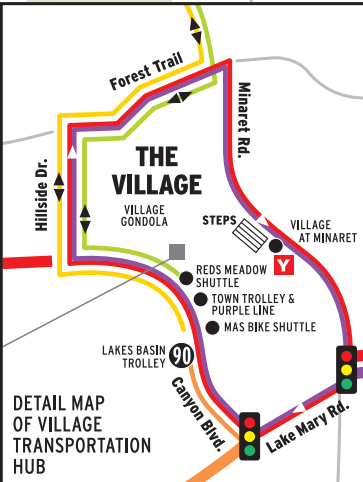 Forest Trail
Minaret Rd.
Hillside Dr.
THE
VILLAGE
VILLAGE
GONDOLA
STEPS
VILLAGE
AT MINARET
Y
REDS MEADOW
SHUTTLE
TOWN TROLLEY &
PURPLE LINE
MAS BIKE SHUTTLE
LAKES BASIN
TROLLEY
90
Canyon Blvd.
Lake Mary Rd.
DETAIL MAP
OF VILLAGE
TRANSPORTATION
HUB